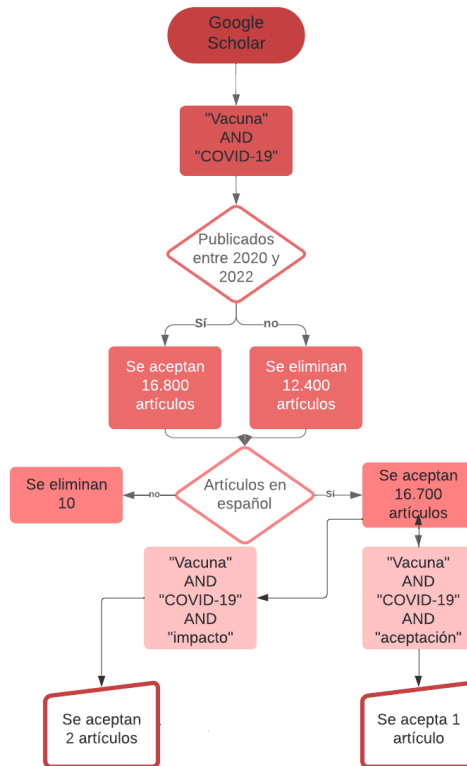 Google
Scholar
"Vacuna"
AND
"COVID-19"
Publicados
entre 2020 y
2022
Sí
no
Se aceptan
16.800
artículos
Se eliminan
12.400
artículos
Se eliminan
10
no
Artículos en
español
Sí
Se aceptan
16.700
artículos
"Vacuna"
AND
"COVID-19"
AND
"impacto"
"Vacuna"
AND
"COVID-19"
AND
"aceptación"
Se aceptan
2 artículos
Se acepta 1
artículo